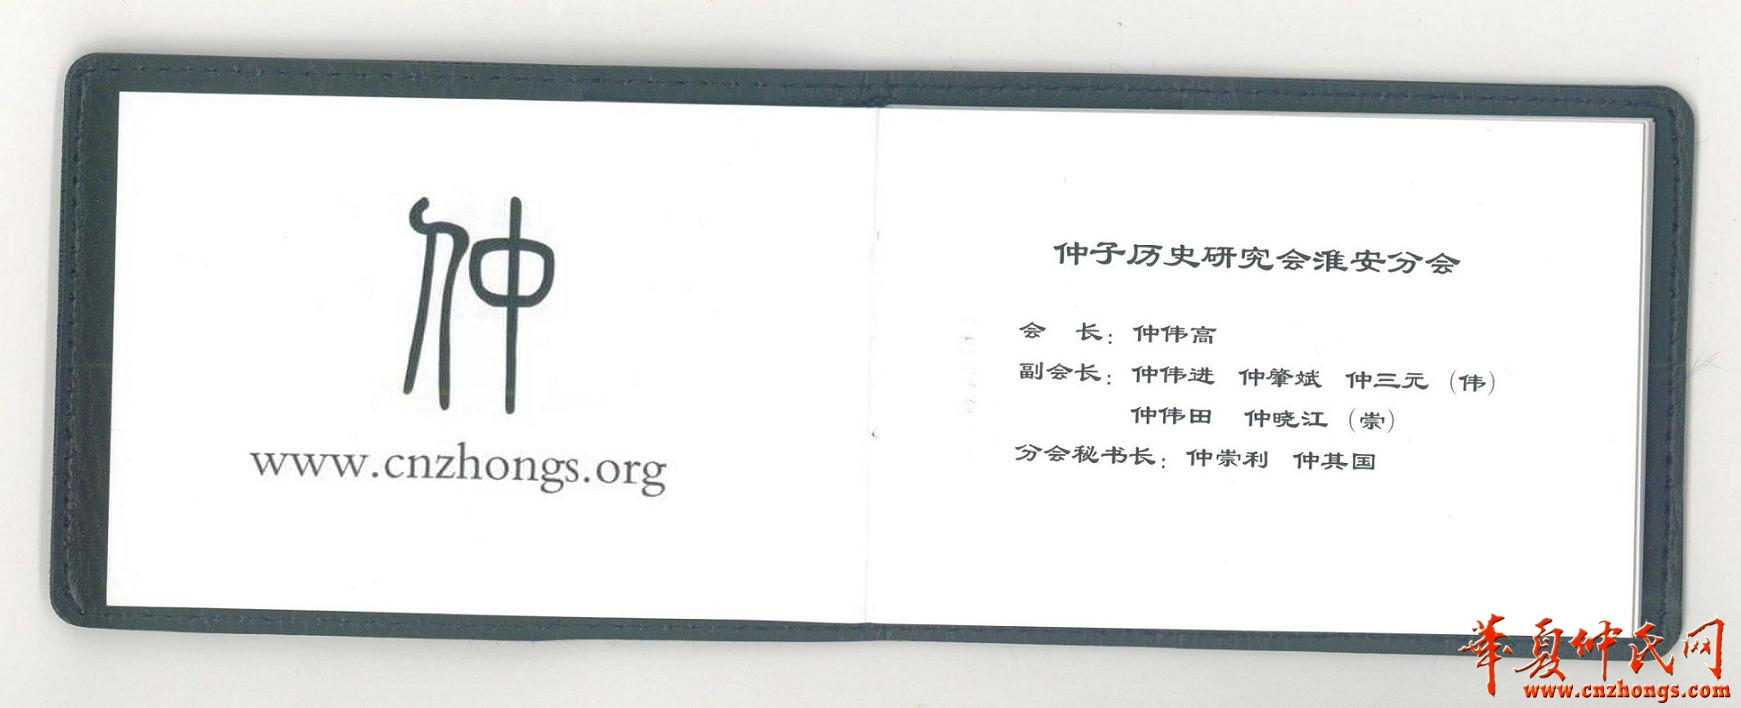 仲
www.cnzhongs.org
仲子历史研究会淮安分会
会　长：仲伟高
副会长：仲伟进　仲肇斌　仲三元（伟）
仲伟田　仲晓江（崇）
分会秘书长：仲崇利　仲其国
華夏仲氏网
www.cnzhongs.com